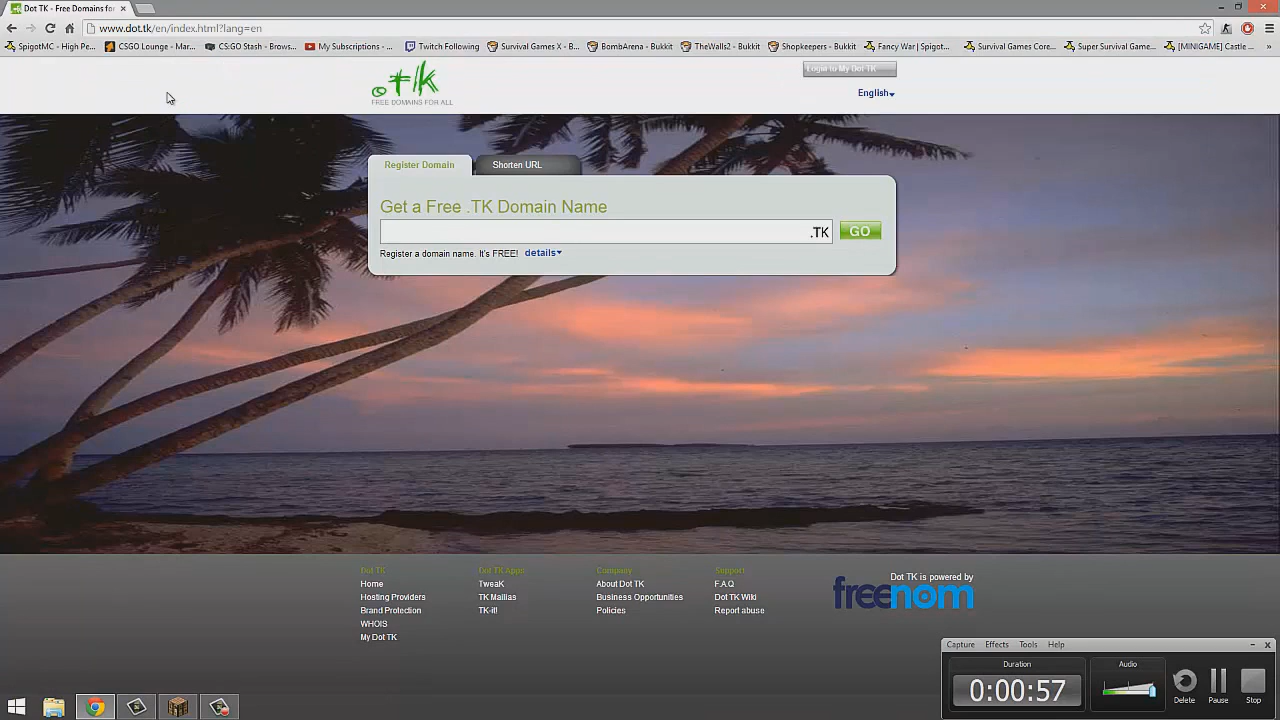 Dot TK - Free Domains for
www.dot.tk/en/index.html?lang=en
SpigotMC - High Pe...
CSGO Lounge - Mar...
CS:GO Stash - Brows...
My Subscriptions - ...
Twitch Following
Survival Games X - B...
BombArena - Bukkit
TheWalls2 - Bukkit
Shopkeepers - Bukkit
Fancy War | Spigot...
Survival Games Core...
Super Survival Game...
[MINIGAME] Castle ...
.TK
FREE DOMAINS FOR ALL
Login to My Dot TK
English
Register Domain
Shorten URL
Get a Free .TK Domain Name
.TK
GO
Register a domain name. It's FREE! details
Dot TK
Home
Hosting Providers
Brand Protection
WHOIS
My Dot TK
Dot TK Apps
TweaK
TK Mailias
TK-it!
Company
About Dot TK
Business Opportunities
Policies
Support
F.A.Q
Dot TK Wiki
Report abuse
Dot TK is powered by
freenom
Capture Effects Tools Help
Duration
0:00:57
Audio
Delete
Pause
Stop